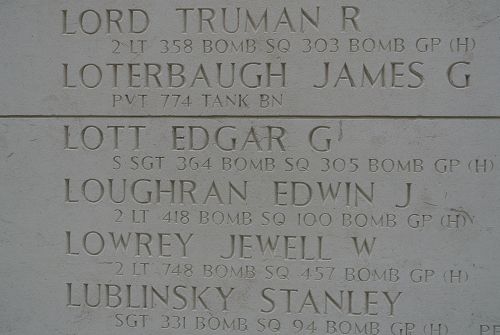 LORD TRUMAN R
2 LT 358 BOMB SQ 303 BOMB GP (H)
LOTERBAUGH JAMES G
PVT 774 TANK BN
LOTT EDGAR G
S SGT 364 BOMB SQ 305 BOMB GP (H)
LOUGHRAN EDWIN J
2 LT 418 BOMB SQ 100 BOMB GP (H)
LOWREY JEWELL W
2 LT 748 BOMB SQ 457 BOMB GP (H)
LUBLINSKY STANLEY
SGT 331 BOMB SQ 94 BOMB GP (H)